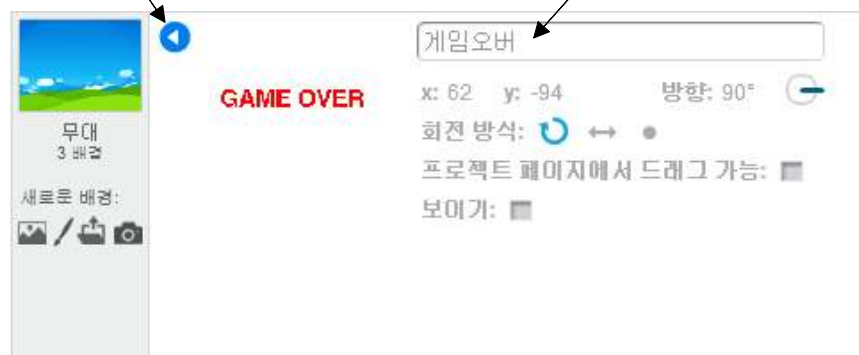 게임오버
GAME OVER
x: 62 y: -94 방향: 90°
무대
3 배경
회전 방식:
프로젝트 페이지에서 드래그 가능:
새로운 배경:
보이기: